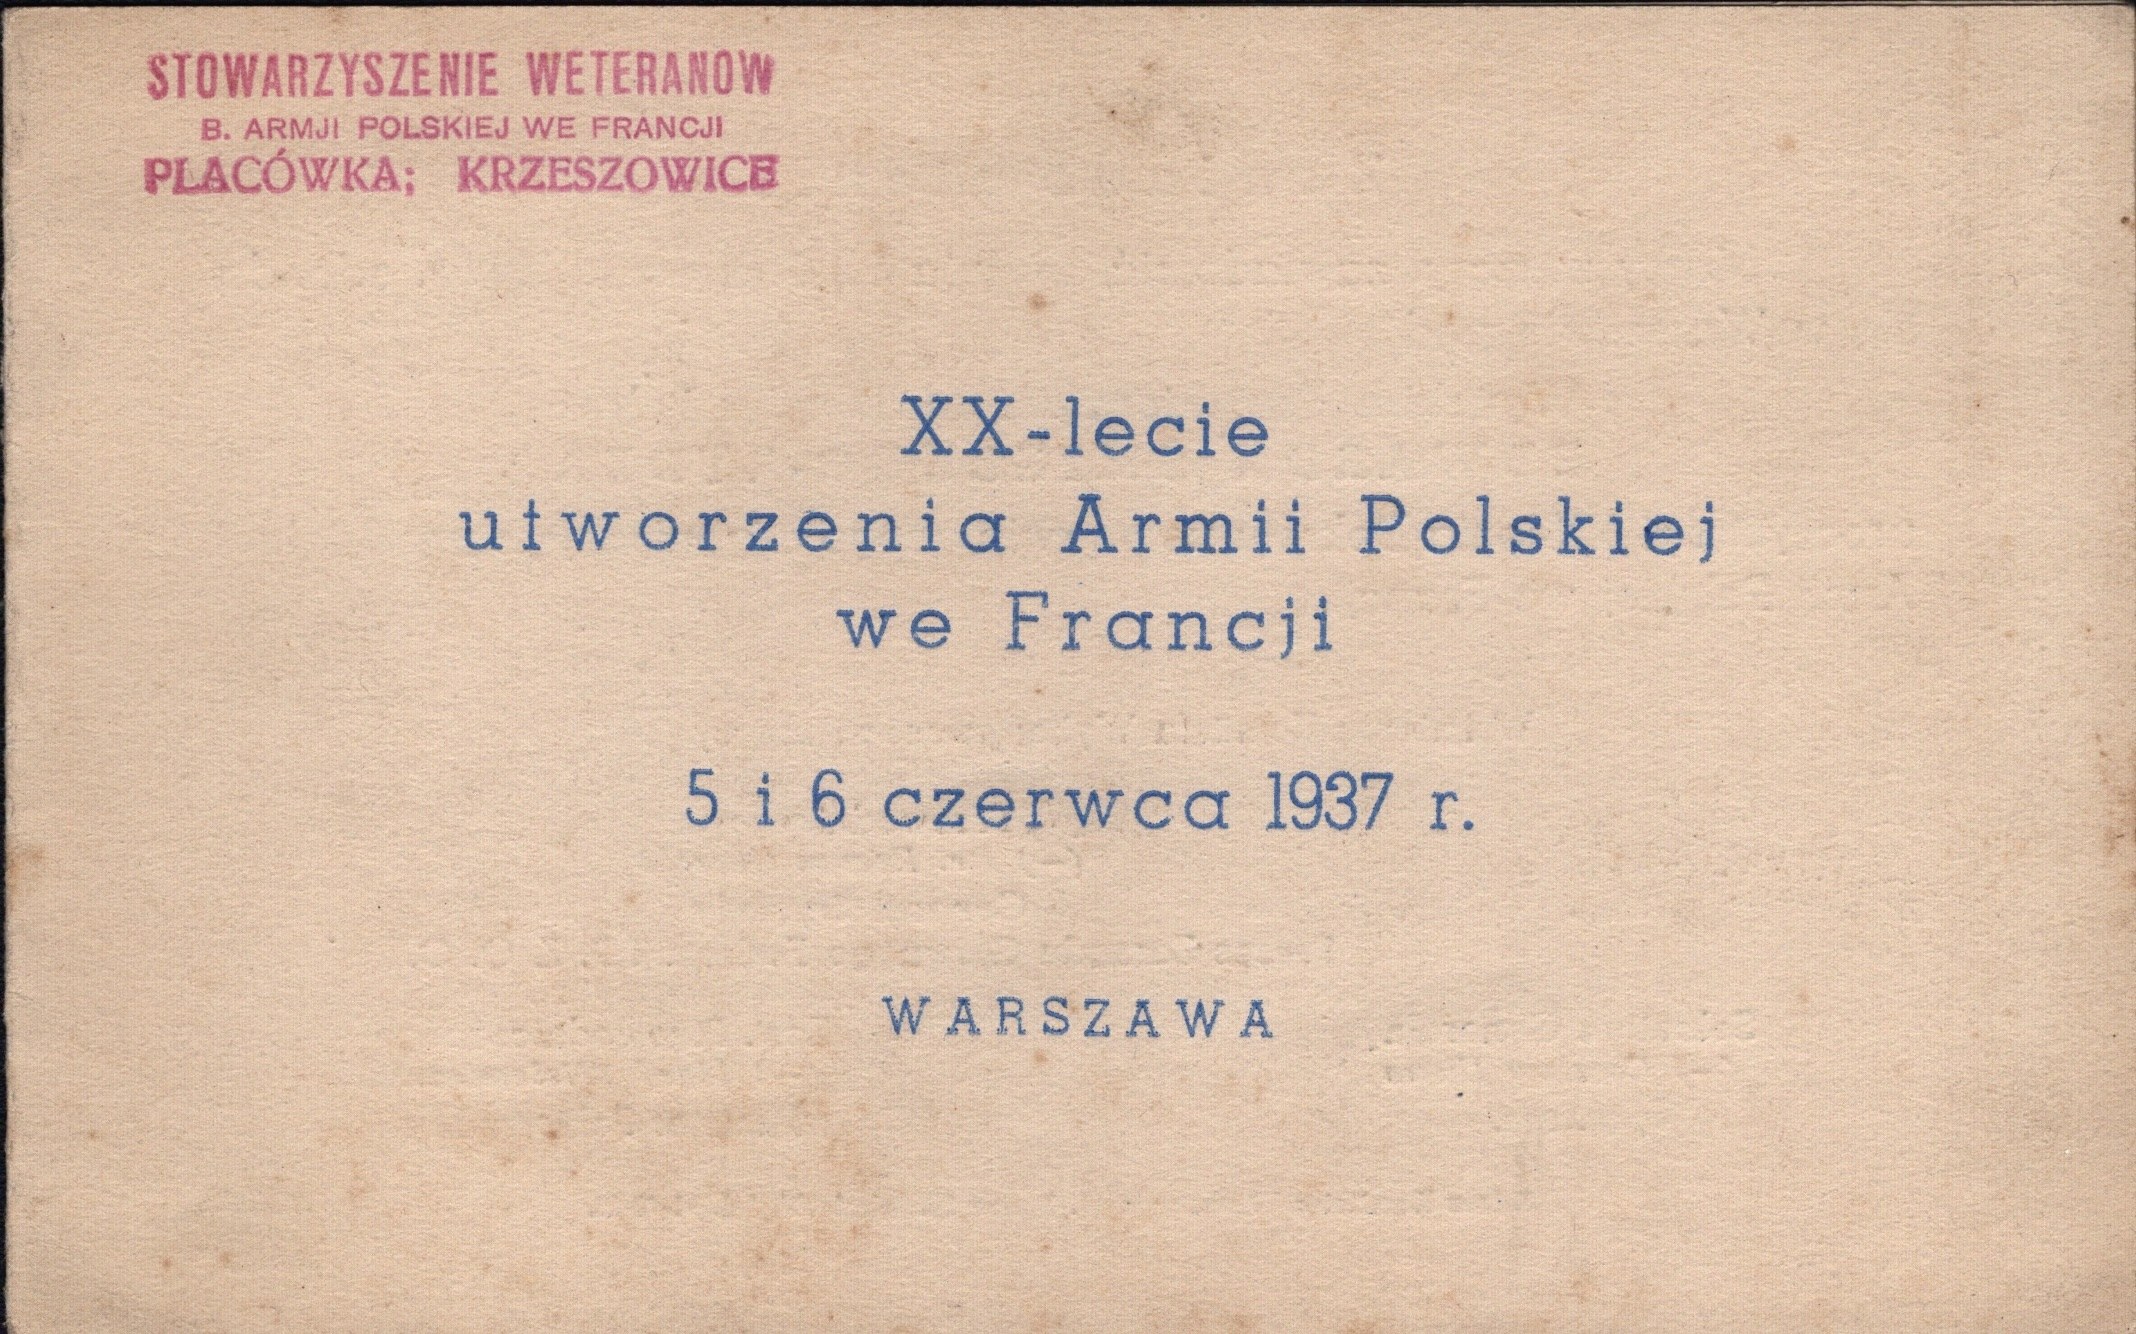 STOWARZYSZENIE WETERANOW
B. ARMJI POLSKIEJ WE FRANCJI
PLACÓWKA; KRZESZOWICE
XX-lecie
utworzenia Armii Polskiej
we Francji
5 i 6 czerwca 1937 r.
WARSZAWA